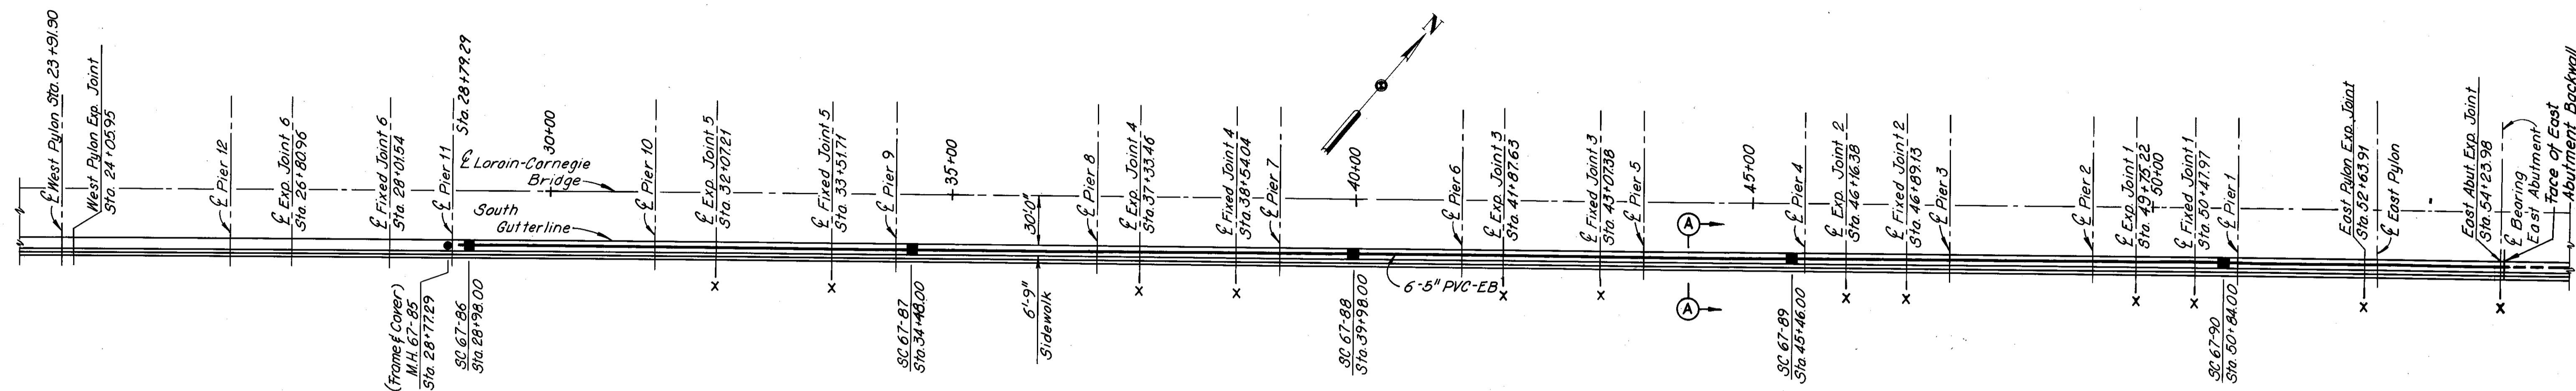 ℄ West Pylon Sta. 23+91.90
West Pylon Exp. Joint
Sta. 24+05.95
℄ Pier 12
℄ Exp. Joint 6
Sta. 26+80.96
℄ Fixed Joint 6
Sta. 28+01.54
℄ Pier 11
Sta. 28+79.29
30+00
℄ Lorain-Carnegie
Bridge
South
Gutterline
℄ Pier 10
℄ Exp. Joint 5
Sta. 32+07.21
℄ Fixed Joint 5
Sta. 33+51.71
℄ Pier 9
35+00
30'-0"
6'-9"
Sidewalk
℄ Pier 8
℄ Exp. Joint 4
Sta. 37+33.46
℄ Fixed Joint 4
Sta. 38+54.04
℄ Pier 7
N
40+00
℄ Pier 6
℄ Exp. Joint 3
Sta. 41+87.63
6-5" PVC-EB
℄ Fixed Joint 3
Sta. 43+07.38
℄ Pier 5
A
A
45+00
℄ Pier 4
℄ Exp. Joint 2
Sta. 46+16.38
℄ Fixed Joint 2
Sta. 46+89.13
℄ Pier 3
℄ Pier 2
℄ Exp. Joint 1
Sta. 49+75.22
50+00
℄ Fixed Joint 1
Sta. 50+47.97
℄ Pier 1
East Pylon Exp. Joint
Sta. 52+63.91
℄ East Pylon
East Abut. Exp. Joint
Sta. 54+23.98
℄ Bearing
East Abutment
Face of East
Abutment Backwall
(Frame & Cover)
M.H. 67-85
Sta. 28+77.29
SC 67-86
Sta. 28+98.00
SC 67-87
Sta. 34+48.00
SC 67-88
Sta. 39+98.00
SC 67-89
Sta. 45+46.00
SC 67-90
Sta. 50+84.00
x
x
x
x
x
x
x
x
x
x
x
x